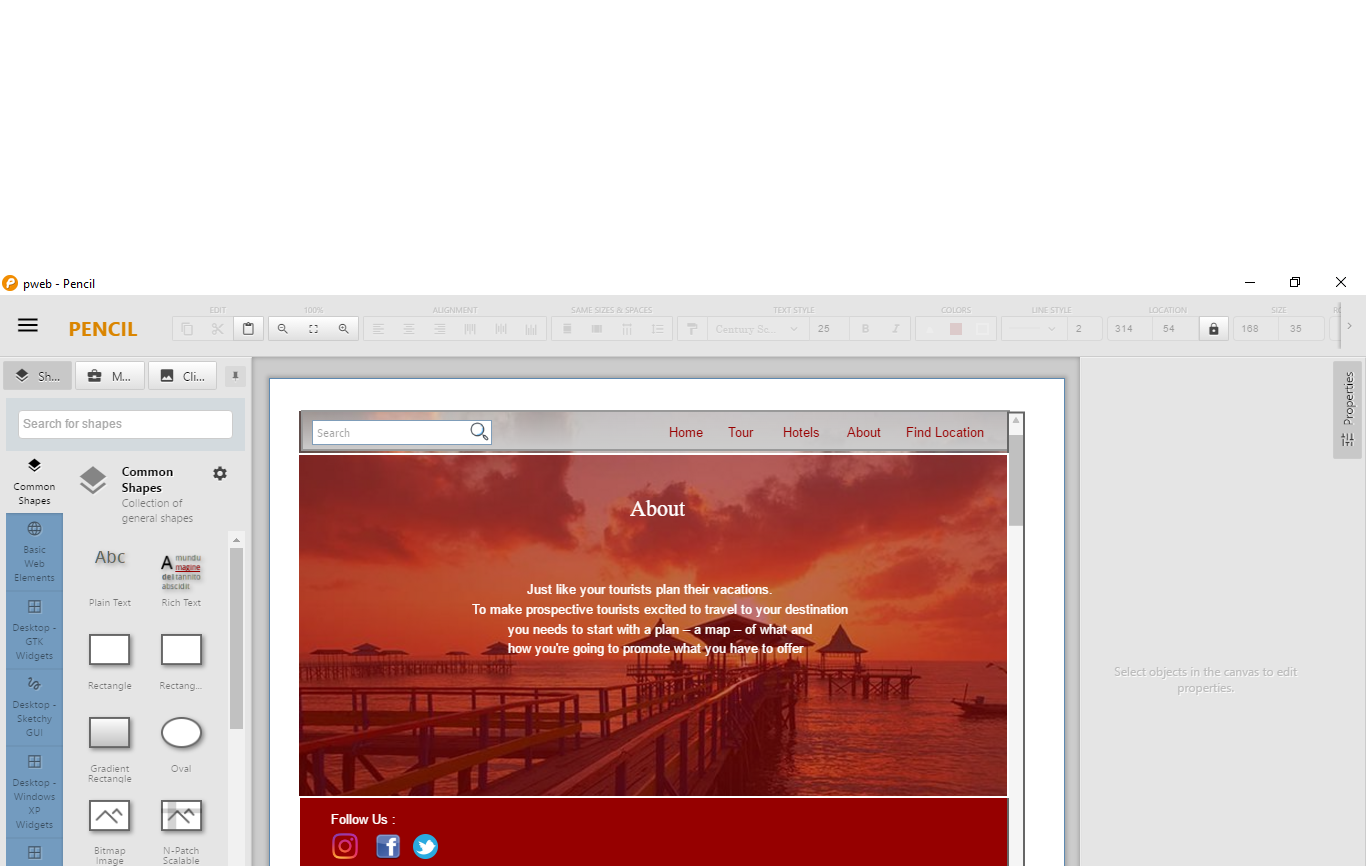 pweb - Pencil
EDIT
100%
ALIGNMENT
SAME SIZES & SPACES
TEXT STYLE
COLORS
LINE STYLE
LOCATION
SIZE
PENCIL
Century Sc...
25
B
I
2
314
54
168
35
Sh...
M...
Cli...
Search for shapes
Common
Shapes
Common
Shapes
Collection of
general shapes
Basic
Web
Elements
Desktop -
GTK
Widgets
Desktop -
Sketchy
GUI
Desktop -
Windows
XP
Widgets
Abc
Plain Text
A mundu
magine
del tannito
abscidit
Rich Text
Rectangle
Rectang...
Gradient
Rectangle
Oval
Bitmap
Image
N-Patch
Scalable
Search
Home
Tour
Hotels
About
Find Location
About
Just like your tourists plan their vacations.
To make prospective tourists excited to travel to your destination
you needs to start with a plan – a map – of what and
how you're going to promote what you have to offer
Follow Us :
Properties
Select objects in the canvas to edit
properties.